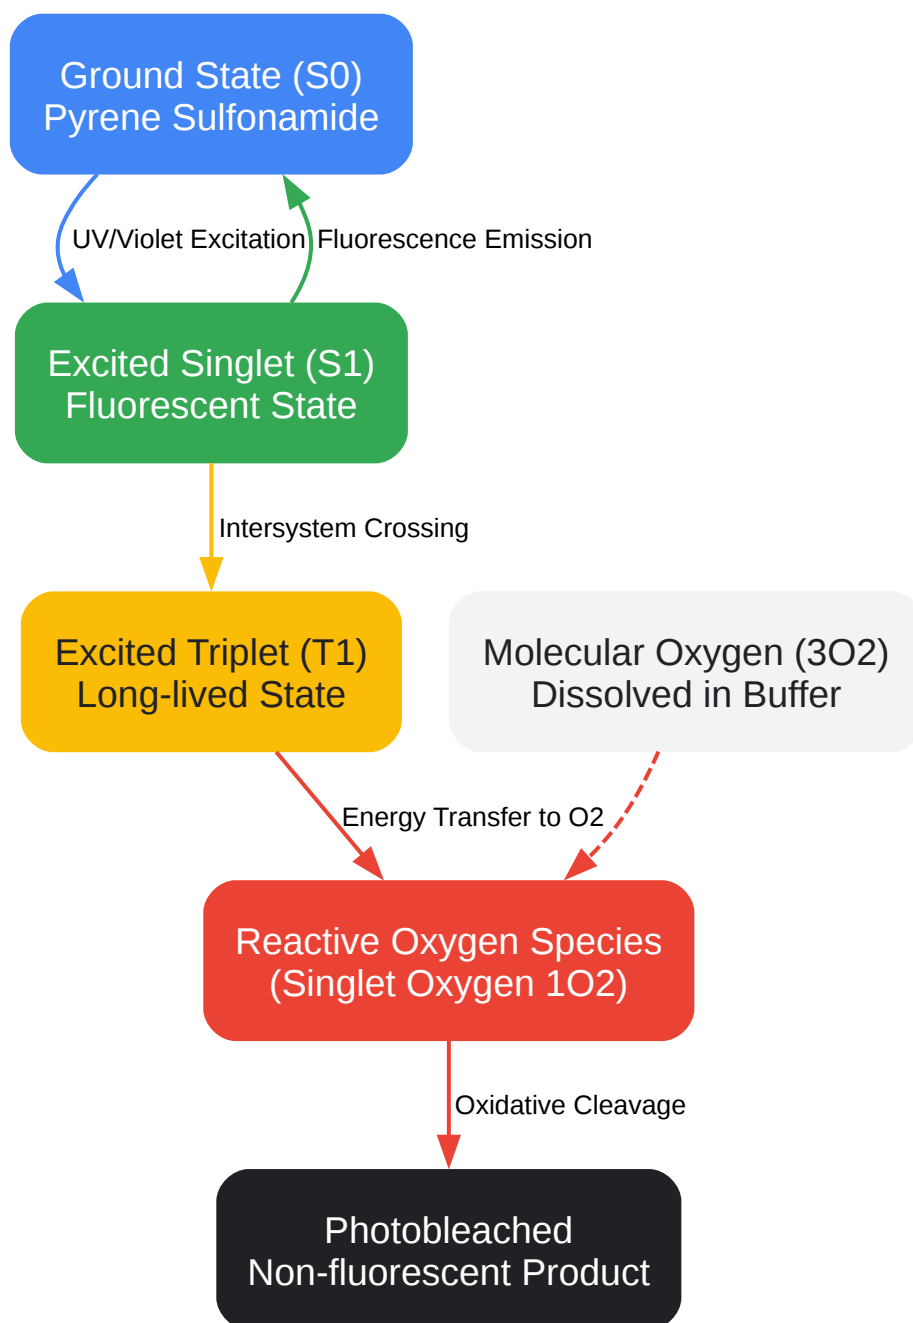 Ground State (S0)
Pyrene Sulfonamide
UV/Violet Excitation
Fluorescence Emission
Excited Singlet (S1)
Fluorescent State
Intersystem Crossing
Excited Triplet (T1)
Long-lived State
Molecular Oxygen (3O2)
Dissolved in Buffer
Energy Transfer to O2
Reactive Oxygen Species
(Singlet Oxygen 1O2)
Oxidative Cleavage
Photobleached
Non-fluorescent Product